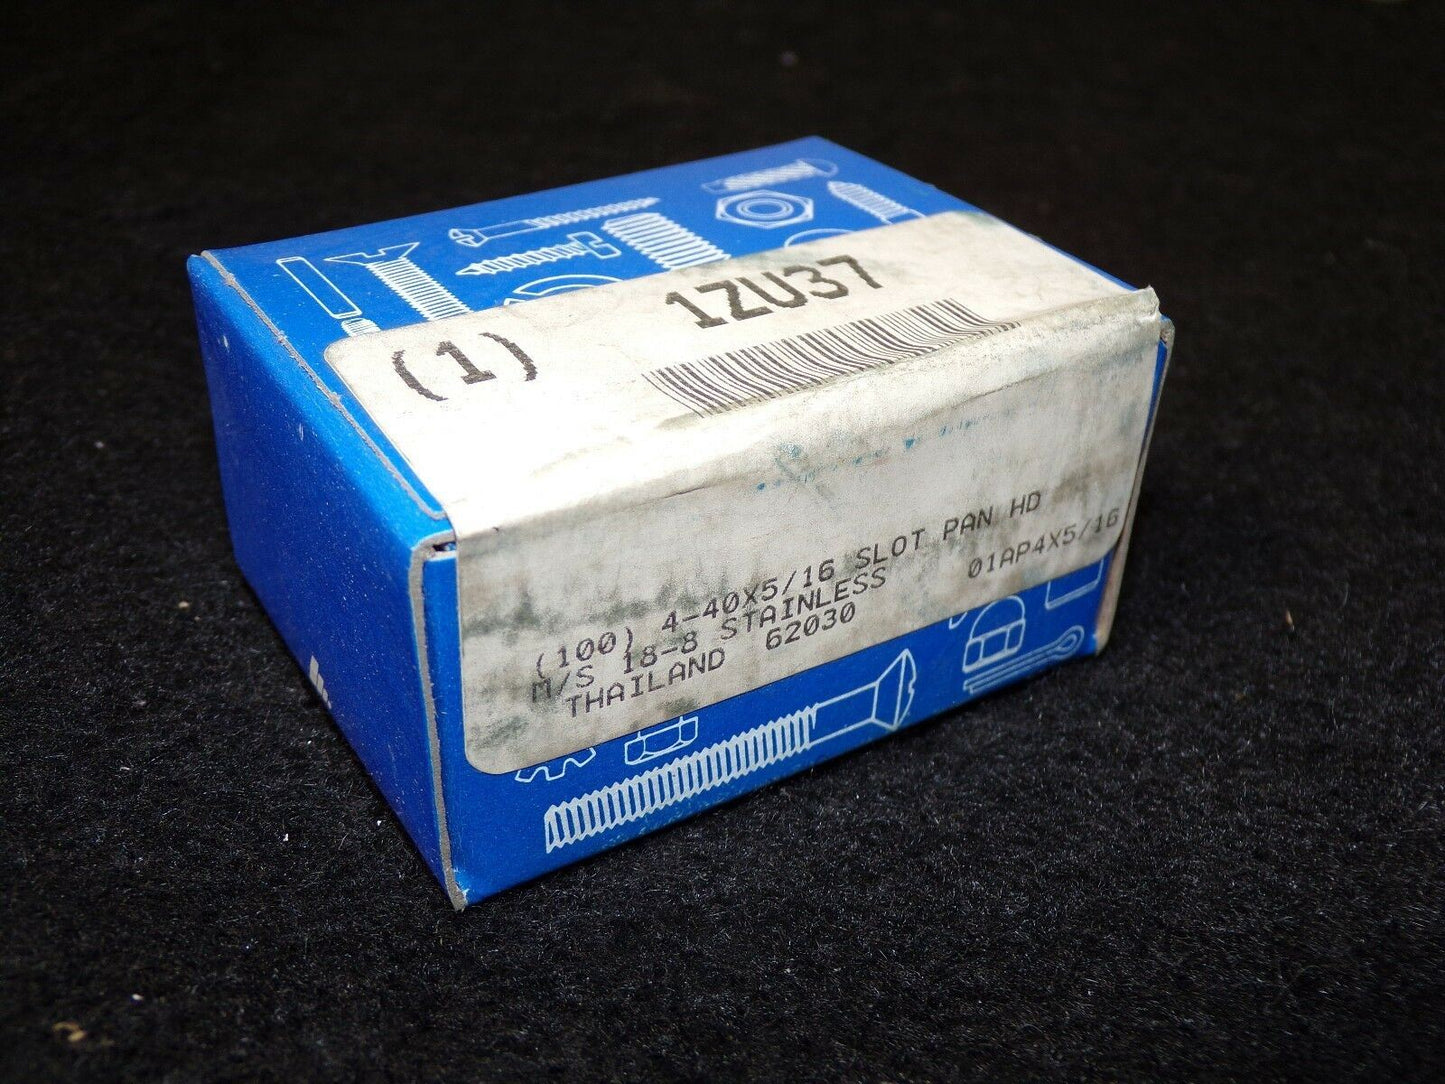 (1) 1ZU37
(100) 4-40X5/16 SLOT PAN HD
M/S 18-8 STAINLESS 01AP4X5/16
THAILAND 62030